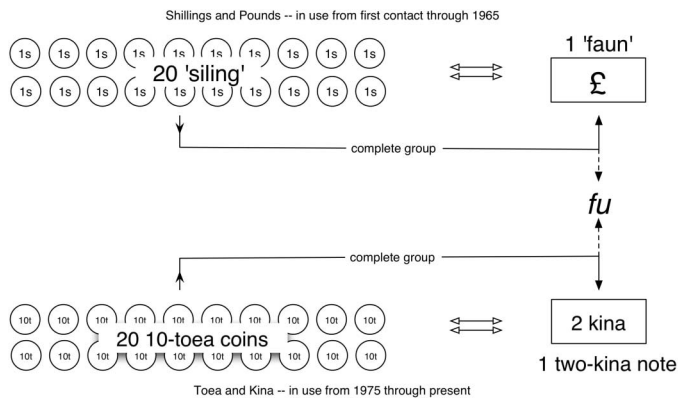 Shillings and Pounds -- in use from first contact through 1965
1s 1s 1s 1s 1s 1s 1s 1s 1s 1s
20 'siling'
1s 1s 1s 1s 1s 1s 1s 1s 1s 1s
1 'faun'
£
complete group
fu
complete group
10t 10t 10t 10t 10t 10t 10t 10t 10t 10t
20 10-toea coins
10t 10t 10t 10t 10t 10t 10t 10t 10t 10t
2 kina
1 two-kina note
Toea and Kina -- in use from 1975 through present